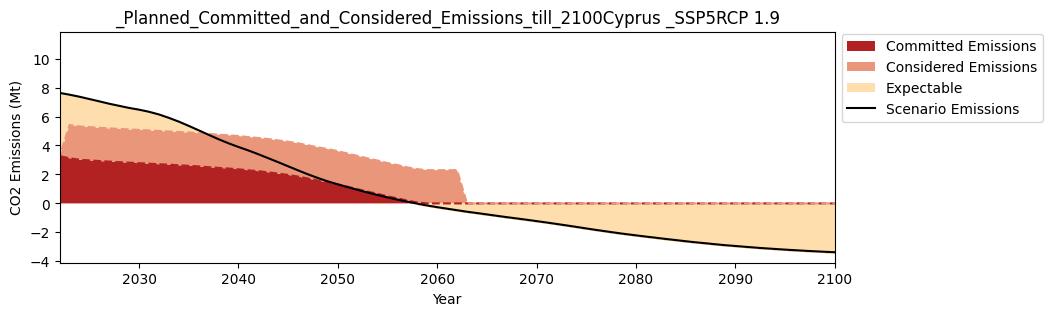 _Planned_Committed_and_Considered_Emissions_till_2100Cyprus _SSP5RCP 1.9
CO2 Emissions (Mt)
10
8
6
4
2
0
−2
−4
2030 2040 2050 2060 2070 2080 2090 2100
Year
Committed Emissions
Considered Emissions
Expectable
Scenario Emissions